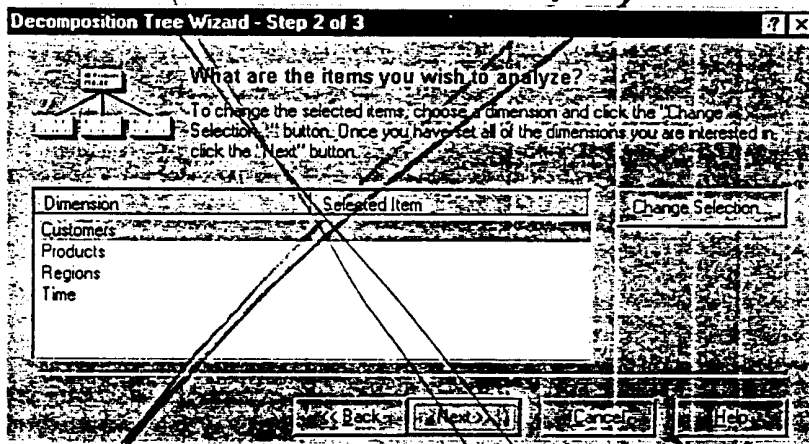 Decomposition Tree Wizard - Step 2 of 3
What are the items you wish to analyze?
To change the selected items, choose a dimension and click the "Change
Selection..." button. Once you have set all of the dimensions you are interested in,
click the "Next" button.
Dimension Selected Item
Change Selection...
Customers
Products
Regions
Time
<< Back Next >> Cancel Help